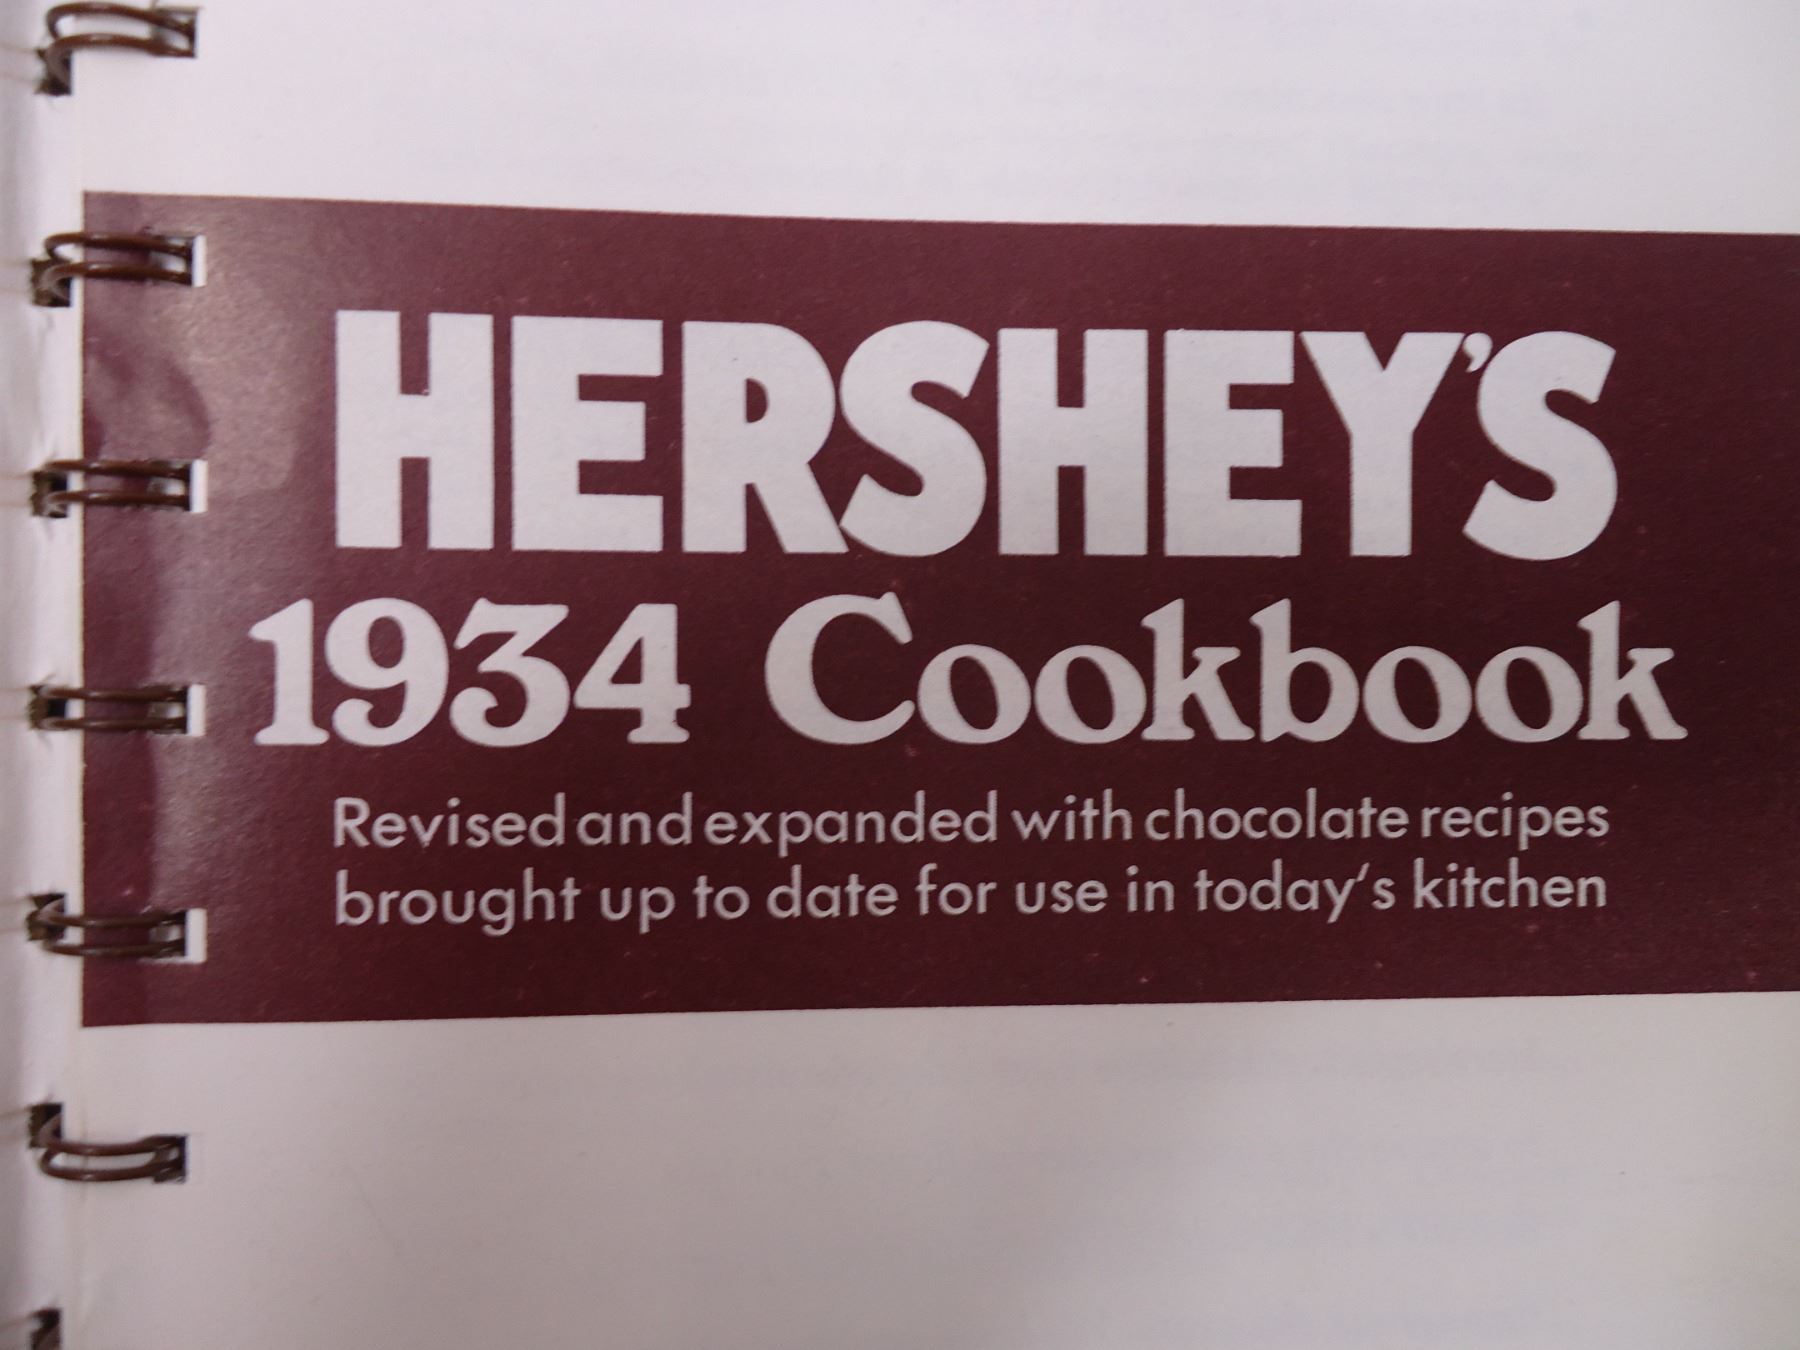 HERSHEY'S
1934 Cookbook
Revised and expanded with chocolate recipes
brought up to date for use in today's kitchen